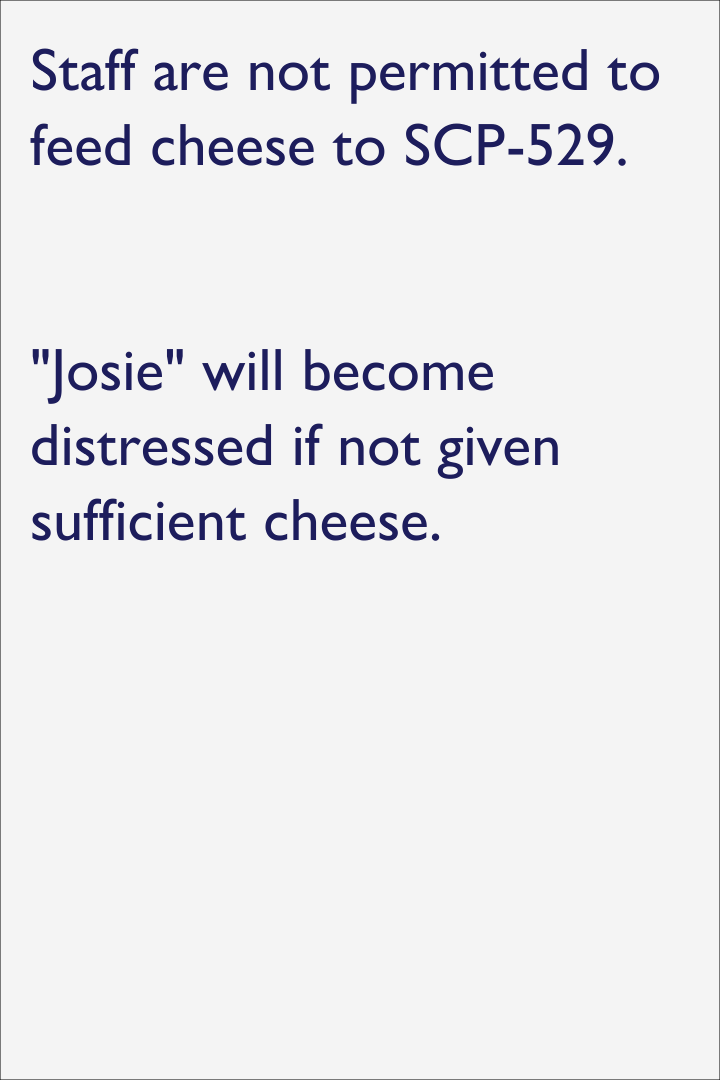 Staff are not permitted to
feed cheese to SCP-529.
"Josie" will become
distressed if not given
sufficient cheese.